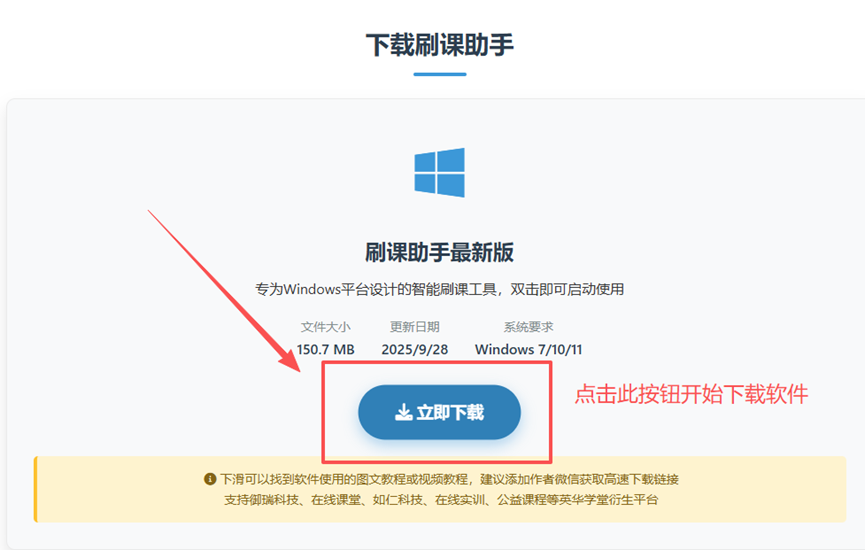 下载刷课助手
刷课助手最新版
专为Windows平台设计的智能刷课工具，双击即可启动使用
文件大小 更新日期 系统要求
150.7 MB 2025/9/28 Windows 7/10/11
立即下载
点击此按钮开始下载软件
下滑可以找到软件使用的图文教程或视频教程，建议添加作者微信获取高速下载链接
支持御瑞科技、在线课堂、如仁科技、在线实训、公益课程等英华学堂衍生平台